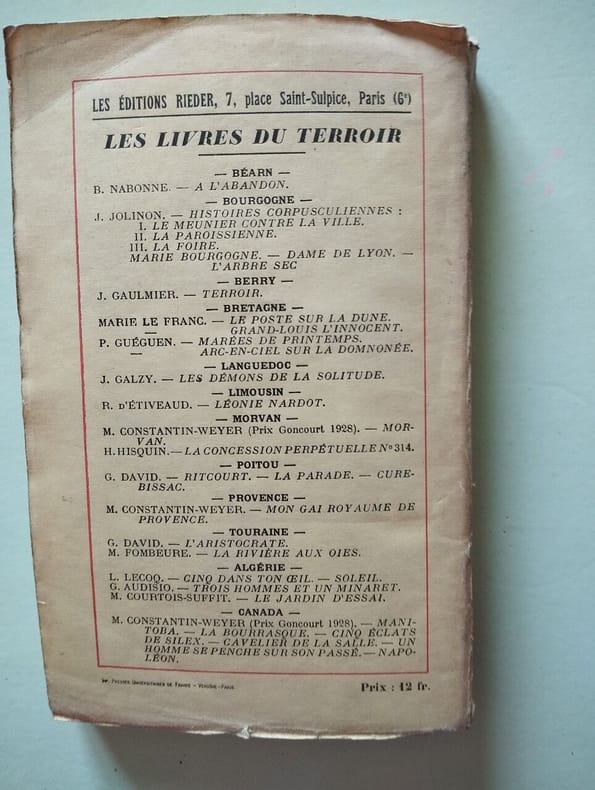 LES ÉDITIONS RIEDER, 7, place Saint-Sulpice, Paris (6ᵉ)
LES LIVRES DU TERROIR
— BÉARN —
B. NABONNE. — A L'ABANDON.
— BOURGOGNE —
J. JOLINON. — HISTOIRES CORPUSCULIENNES :
I. LE MEUNIER CONTRE LA VILLE.
II. LA PAROISSIENNE.
III. LA FOIRE.
MARIE BOURGOGNE. — DAME DE LYON. —
L'ARBRE SEC
— BERRY —
J. GAULMIER. — TERROIR.
— BRETAGNE —
MARIE LE FRANC. — LE POSTE SUR LA DUNE.
— GRAND-LOUIS L'INNOCENT.
P. GUÉGUEN. — MARÉES DE PRINTEMPS.
— ARC-EN-CIEL SUR LA DOMNONÉE.
— LANGUEDOC —
J. GALZY. — LES DÉMONS DE LA SOLITUDE.
— LIMOUSIN —
R. D'ÉTIVEAUD. — LÉONIE NARDOT.
— MORVAN —
M. CONSTANTIN-WEYER (Prix Goncourt 1928). — MOR-
VAN.
H. HISQUIN. — LA CONCESSION PERPÉTUELLE Nº 314.
— POITOU —
G. DAVID. — RITCOURT. — LA PARADE. — CURE-
BISSAC.
— PROVENCE —
M. CONSTANTIN-WEYER. — MON GAI ROYAUME DE
PROVENCE.
— TOURAINE —
G. DAVID. — L'ARISTOCRATE.
M. FOMBEURE. — LA RIVIÈRE AUX OIES.
— ALGÉRIE —
L. LECOQ. — CINQ DANS TON ŒIL. — SOLEIL.
G. AUDISIO. — TROIS HOMMES ET UN MINARET.
M. COURTOIS-SUFFIT. — LE JARDIN D'ESSAI.
— CANADA —
M. CONSTANTIN-WEYER (Prix Goncourt 1928). — MANI-
TOBA. — LA BOURRASQUE. — CINQ ÉCLATS
DE SILEX. — CAVELIER DE LA SALLE. — UN
HOMME SE PENCHE SUR SON PASSÉ. — NAPO-
LÉON.
IMP. PRESSES UNIVERSITAIRES DE FRANCE - VENDÔME-PARIS
Prix : 12 fr.